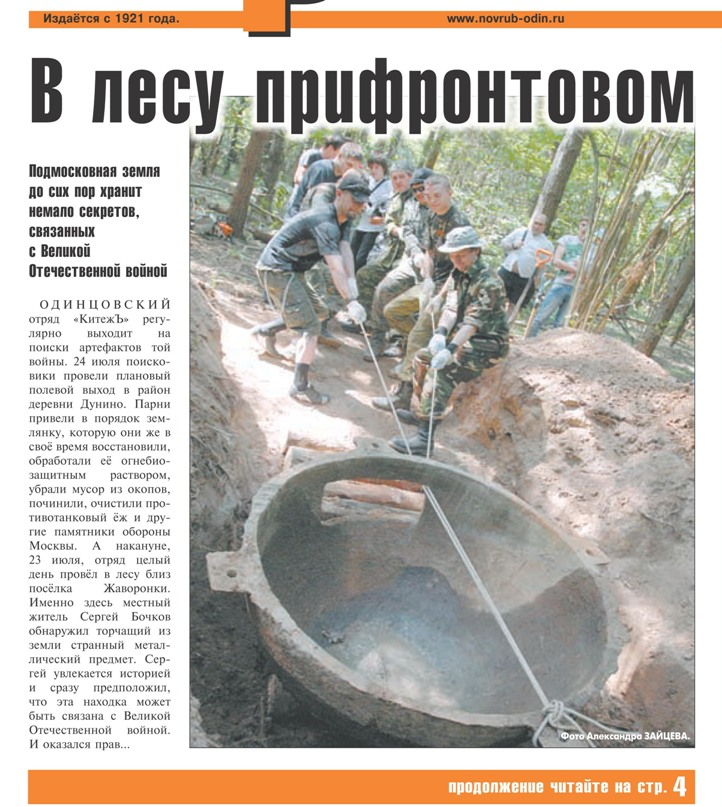 Издаётся с 1921 года.
www.novrub-odin.ru
В лесу прифронтовом
Подмосковная земля
до сих пор хранит
немало секретов,
связанных
с Великой
Отечественной войной
ОДИНЦОВСКИЙ
отряд «КитежЪ» регу-
лярно выходит на
поиски артефактов той
войны. 24 июля поиско-
вики провели плановый
полевой выход в район
деревни Дунино. Парни
привели в порядок зем-
лянку, которую они же в
своё время восстановили,
обработали её огнебио-
защитным раствором,
убрали мусор из окопов,
починили, очистили про-
тивотанковый ёж и дру-
гие памятники обороны
Москвы. А накануне,
23 июля, отряд целый
день провёл в лесу близ
посёлка Жаворонки.
Именно здесь местный
житель Сергей Бочков
обнаружил торчащий из
земли странный метал-
лический предмет. Сер-
гей увлекается историей
и сразу предположил,
что эта находка может
быть связана с Великой
Отечественной войной.
И оказался прав...
Фото Александра ЗАЙЦЕВА.
продолжение читайте на стр. 4